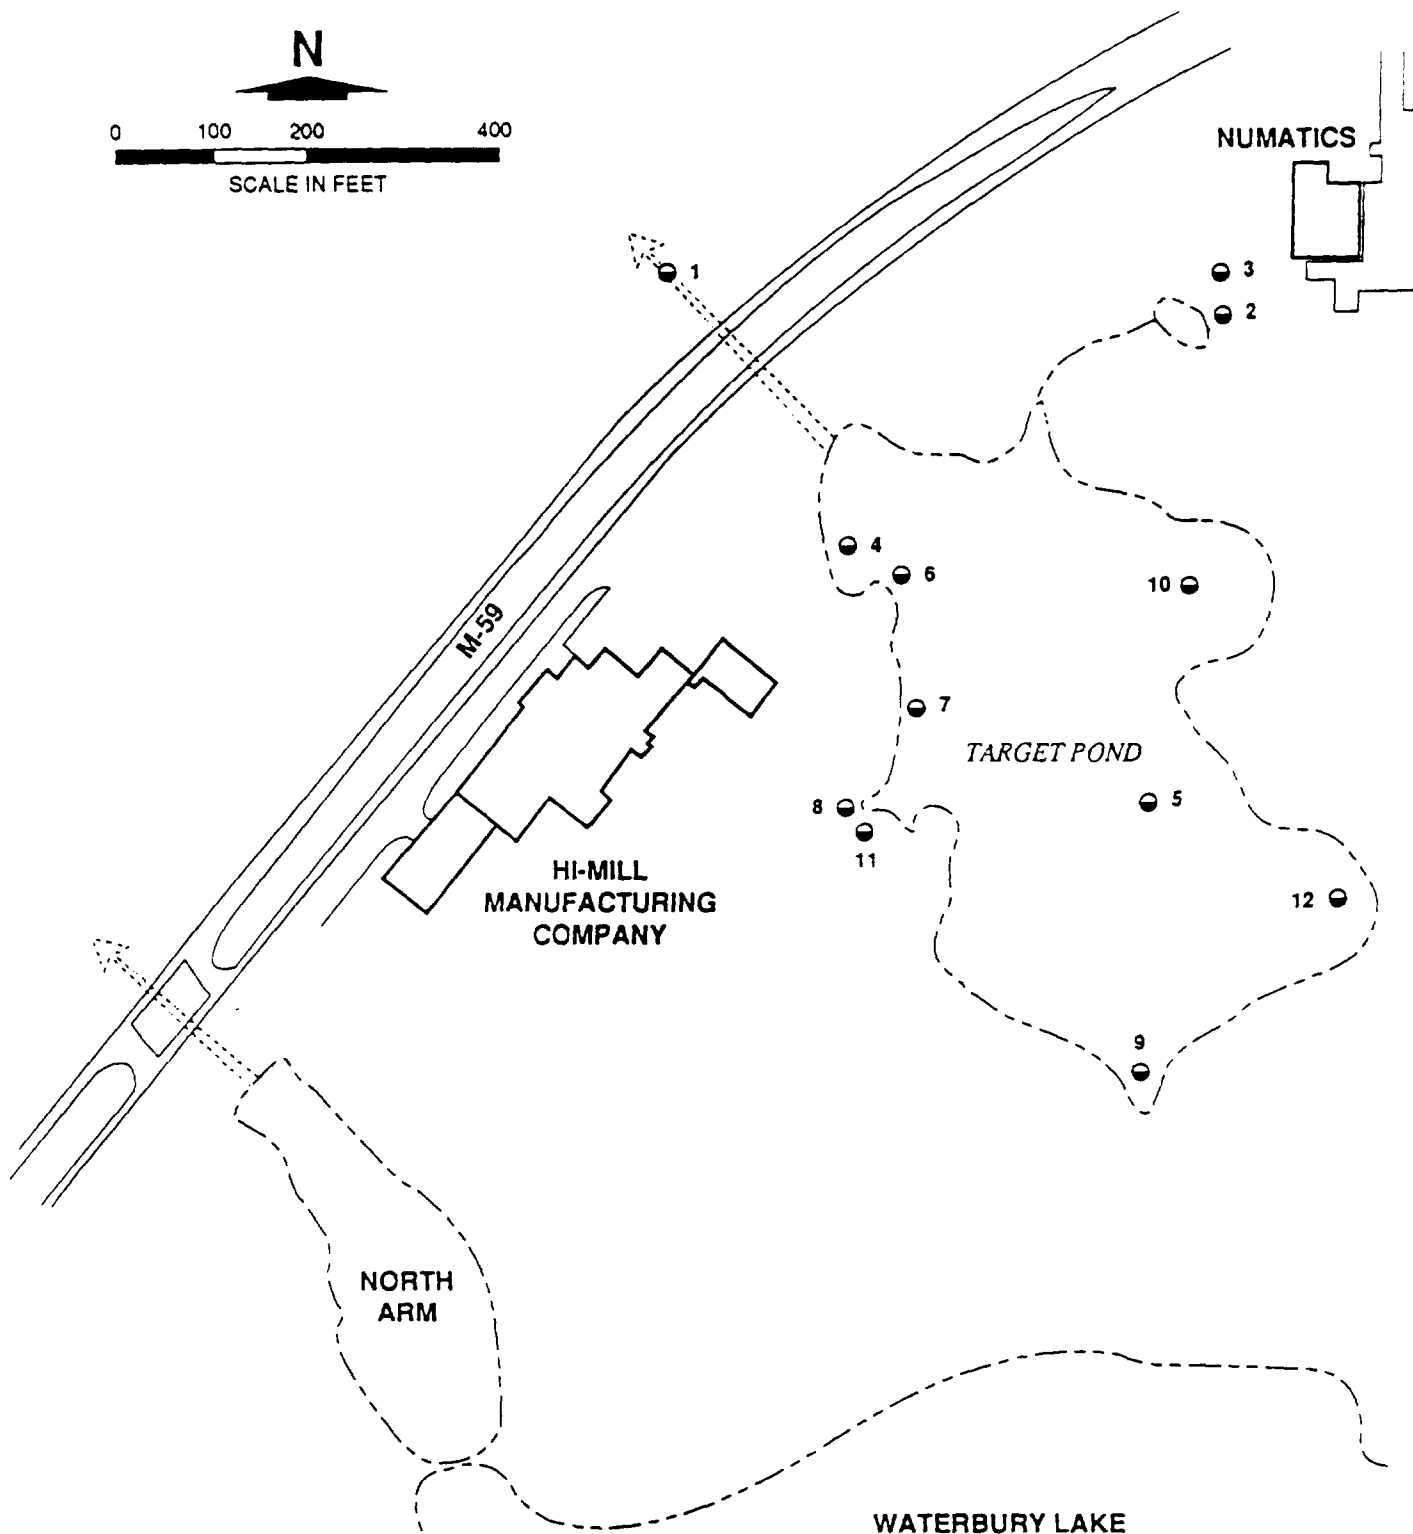 N
0 100 200 400
SCALE IN FEET
NUMATICS
1
3
2
4
6
10
M-59
7
TARGET POND
8
5
11
HI-MILL
MANUFACTURING
COMPANY
12
9
NORTH
ARM
WATERBURY LAKE